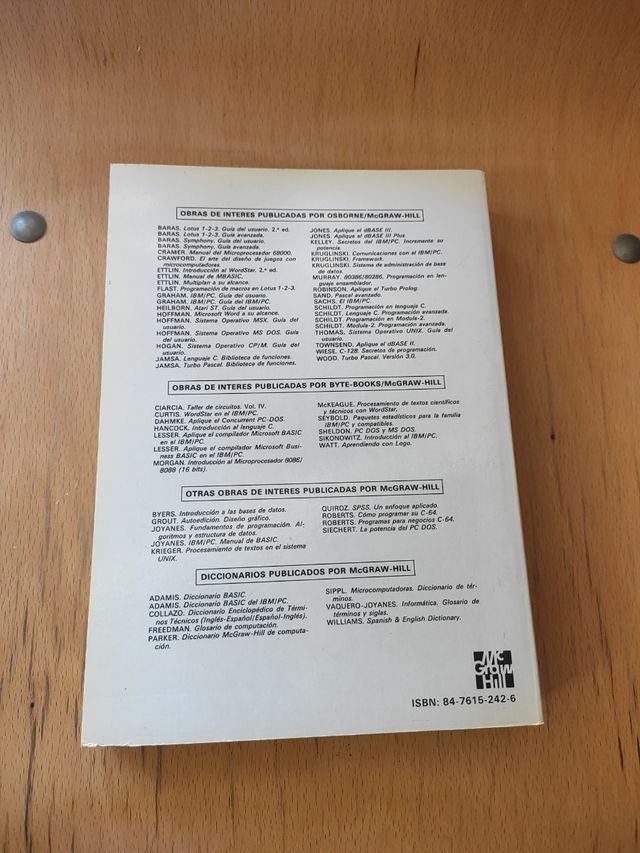 OBRAS DE INTERES PUBLICADAS POR OSBORNE/McGRAW-HILL
BARAS. Lotus 1-2-3. Guía del usuario. 2.ª ed.
BARAS. Lotus 1-2-3. Guía avanzada.
BARAS. Symphony. Guía del usuario.
BARAS. Symphony. Guía avanzada.
CRAMER. Manual del Microprocesador 68000.
CRAWFORD. El arte del diseño de juegos con
microcomputadoras.
ETTLIN. Introducción al WordStar. 2.ª ed.
ETTLIN. Manual de MBASIC.
ETTLIN. Multiplan a su alcance.
FLAST. Programación de macros en Lotus 1-2-3.
GRAHAM. IBM/PC. Guía del usuario.
GRAHAM. IBM/PC. Guía del IBM/PC.
HEILBORN. Atari ST. Guía del usuario.
HOFFMAN. Microsoft Word a su alcance.
HOFFMAN. Sistema Operativo MSX. Guía del
usuario.
HOFFMAN. Sistema Operativo MS DOS. Guía
del usuario.
HOGAN. Sistema Operativo CP/M. Guía del
usuario.
JAMSA. Lenguaje C. Biblioteca de funciones.
JAMSA. Turbo Pascal. Biblioteca de funciones.
JONES. Aplique el dBASE III.
JONES. Aplique el dBASE III Plus.
KELLEY. Secretos del IBM/PC. Incremente su
potencia.
KRUGLINSKI. Comunicaciones con el IBM/PC.
KRUGLINSKI. Framework.
KRUGLINSKI. Sistema de administración de base
de datos.
MURRAY. 80386/80286. Programación en len-
guaje ensamblador.
ROBINSON. Aplique el Turbo Prolog.
SAND. Pascal avanzado.
SACHS. El IBM/PC.
SCHILDT. Programación en lenguaje C.
SCHILDT. Lenguaje C. Programación avanzada.
SCHILDT. Programación en Modula-2.
SCHILDT. Modula-2. Programación avanzada.
THOMAS. Sistema Operativo UNIX. Guía del
usuario.
TOWNSEND. Aplique el dBASE II.
WIESE. C-128. Secretos de programación.
WOOD. Turbo Pascal. Versión 3.0.
OBRAS DE INTERES PUBLICADAS POR BYTE-BOOKS/McGRAW-HILL
CIARCIA. Taller de circuitos. Vol. IV.
CURTIS. WordStar en el IBM/PC.
DAHMKE. Aplique el Concurrent PC-DOS.
HANCOCK. Introducción al lenguaje C.
LESSER. Aplique el compilador Microsoft BASIC
en el IBM/PC.
LESSER. Aplique el compilador Microsoft Busi-
ness BASIC en el IBM/PC.
MORGAN. Introducción al Microprocesador 8086/
8088 (16 bits).
McKEAGUE. Procesamiento de textos científicos
y técnicos con WordStar.
SEYBOLD. Paquetes estadísticos para la familia
IBM/PC y compatibles.
SHELDON. PC DOS y MS DOS.
SIKONOWITZ. Introducción al IBM/PC.
WATT. Aprendiendo con Logo.
OTRAS OBRAS DE INTERES PUBLICADAS POR McGRAW-HILL
BYERS. Introducción a las bases de datos.
GROUT. Autoedición. Diseño gráfico.
JOYANES. Fundamentos de programación. Al-
goritmos y estructura de datos.
JOYANES. IBM/PC. Manual de BASIC.
KRIEGER. Procesamiento de textos en el sistema
UNIX.
QUIROZ. SPSS. Un enfoque aplicado.
ROBERTS. Cómo programar su C-64.
ROBERTS. Programas para negocios C-64.
SIECHERT. La potencia del PC DOS.
DICCIONARIOS PUBLICADOS POR McGRAW-HILL
ADAMIS. Diccionario BASIC.
ADAMIS. Diccionario BASIC del IBM/PC.
COLLAZO. Diccionario Enciclopédico de Térmi-
nos Técnicos (Inglés-Español/Español-Inglés).
FREEDMAN. Glosario de computación.
PARKER. Diccionario McGraw-Hill de computa-
ción.
SIPPL. Microcomputadoras. Diccionario de tér-
minos.
VAQUERO-JOYANES. Informática. Glosario de
términos y siglas.
WILLIAMS. Spanish & English Dictionary.
Mc
Graw
Hill
ISBN: 84-7615-242-6